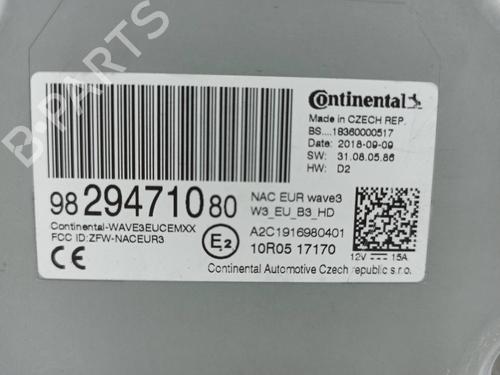 B-PARTS
Continental
Made in CZECH REP.
BS....18360000517
Date: 2018-09-09
SW: 31.08.05.86
HW: D2
98 294710 80
NAC EUR wave3
W3_EU_B3_HD
Continental-WAVE3EUCEMXX
FCC ID:ZFW-NACEUR3
A2C1916980401
CE
E2
10R05 17170
12V 15A
Continental Automotive Czech republic s.r.o.